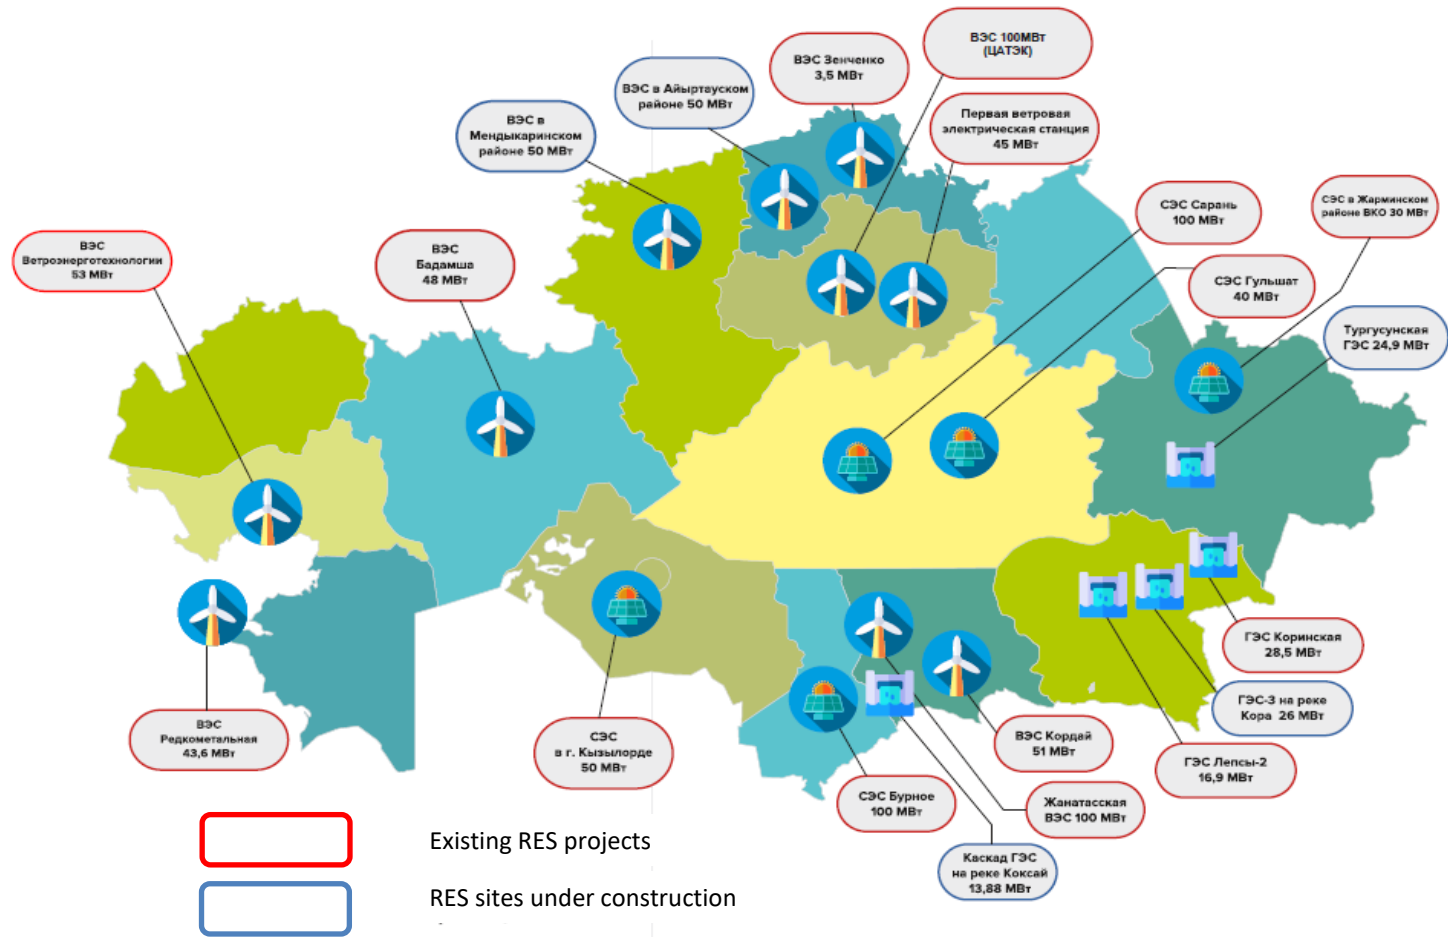 ВЭС 100МВт
(ЦАТЭК)
ВЭС Зенченко
3,5 МВт
ВЭС в Айыртауском
районе 50 МВт
ВЭС в
Мендыкаринском
районе 50 МВт
Первая ветровая
электрическая станция
45 МВт
СЭС Сарань
100 МВт
СЭС в Жарминском
районе ВКО 30 МВт
ВЭС
Ветроэнерготехнологии
53 МВт
ВЭС
Бадамша
48 МВт
СЭС Гульшат
40 МВт
Тургусунская
ГЭС 24,9 МВт
ГЭС Коринская
28,5 МВт
ГЭС-3 на реке
Кора 26 МВт
ВЭС
Редкометальная
43,6 МВт
СЭС
в г. Кызылорде
50 МВт
ВЭС Кордай
51 МВт
ГЭС Лепсы-2
16,9 МВт
СЭС Бурное
100 МВт
Жанатасская
ВЭС 100 МВт
Каскад ГЭС
на реке Коксай
13,88 МВт
Existing RES projects
RES sites under construction